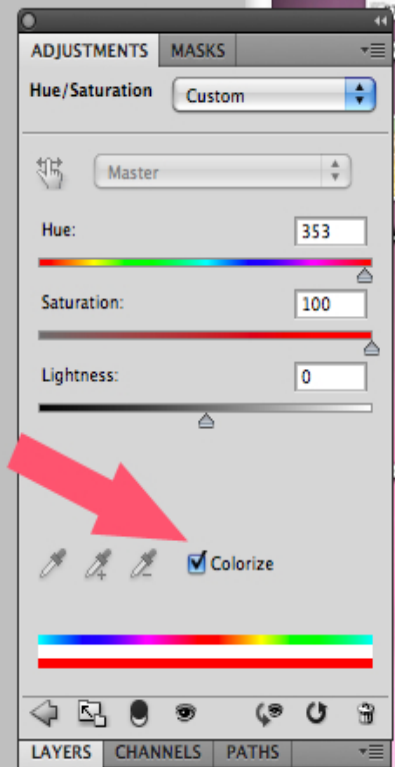 ADJUSTMENTS MASKS
Hue/Saturation Custom
Master
Hue: 353
Saturation: 100
Lightness: 0
Colorize
LAYERS CHANNELS PATHS